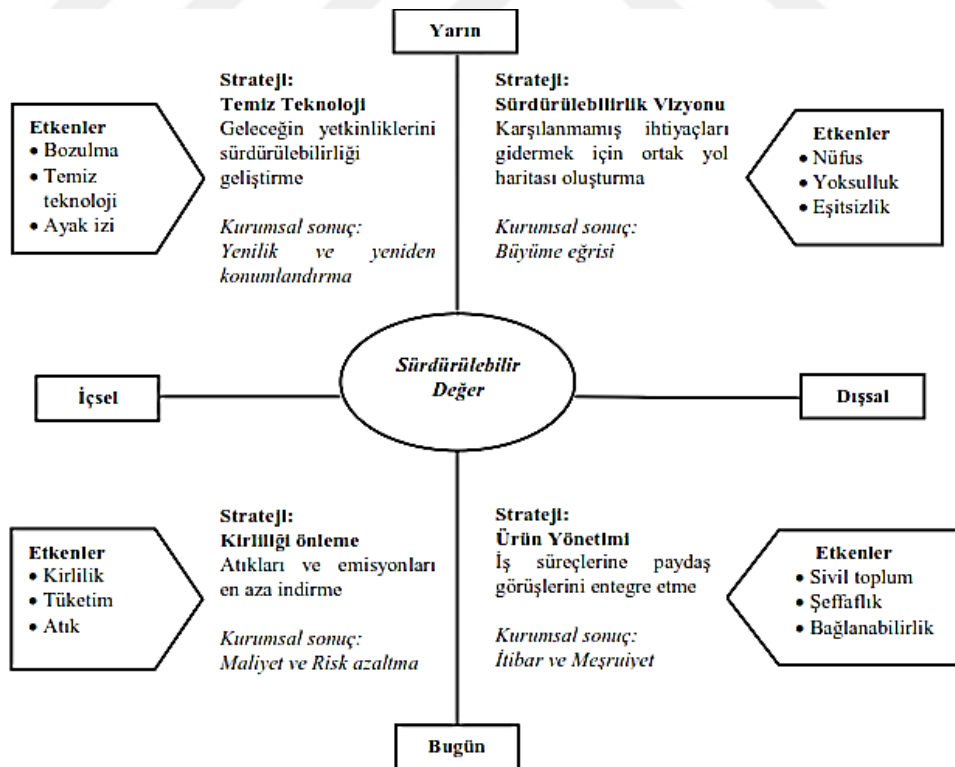 Yarın
Etkenler
• Bozulma
• Temiz
teknoloji
• Ayak izi
Strateji:
Temiz Teknoloji
Geleceğin yetkinliklerini
sürdürülebilirliği
geliştirme
Kurumsal sonuç:
Yenilik ve yeniden
konumlandırma
Strateji:
Sürdürülebilirlik Vizyonu
Karşılanmamış ihtiyaçları
gidermek için ortak yol
haritası oluşturma
Kurumsal sonuç:
Büyüme eğrisi
Etkenler
• Nüfus
• Yoksulluk
• Eşitsizlik
İçsel
Sürdürülebilir
Değer
Dışsal
Etkenler
• Kirlilik
• Tüketim
• Atık
Strateji:
Kirliliği önleme
Atıkları ve emisyonları
en aza indirme
Kurumsal sonuç:
Maliyet ve Risk azaltma
Strateji:
Ürün Yönetimi
İş süreçlerine paydaş
görüşlerini entegre etme
Kurumsal sonuç:
İtibar ve Meşruiyet
Etkenler
• Sivil toplum
• Şeffaflık
• Bağlanabilirlik
Bugün